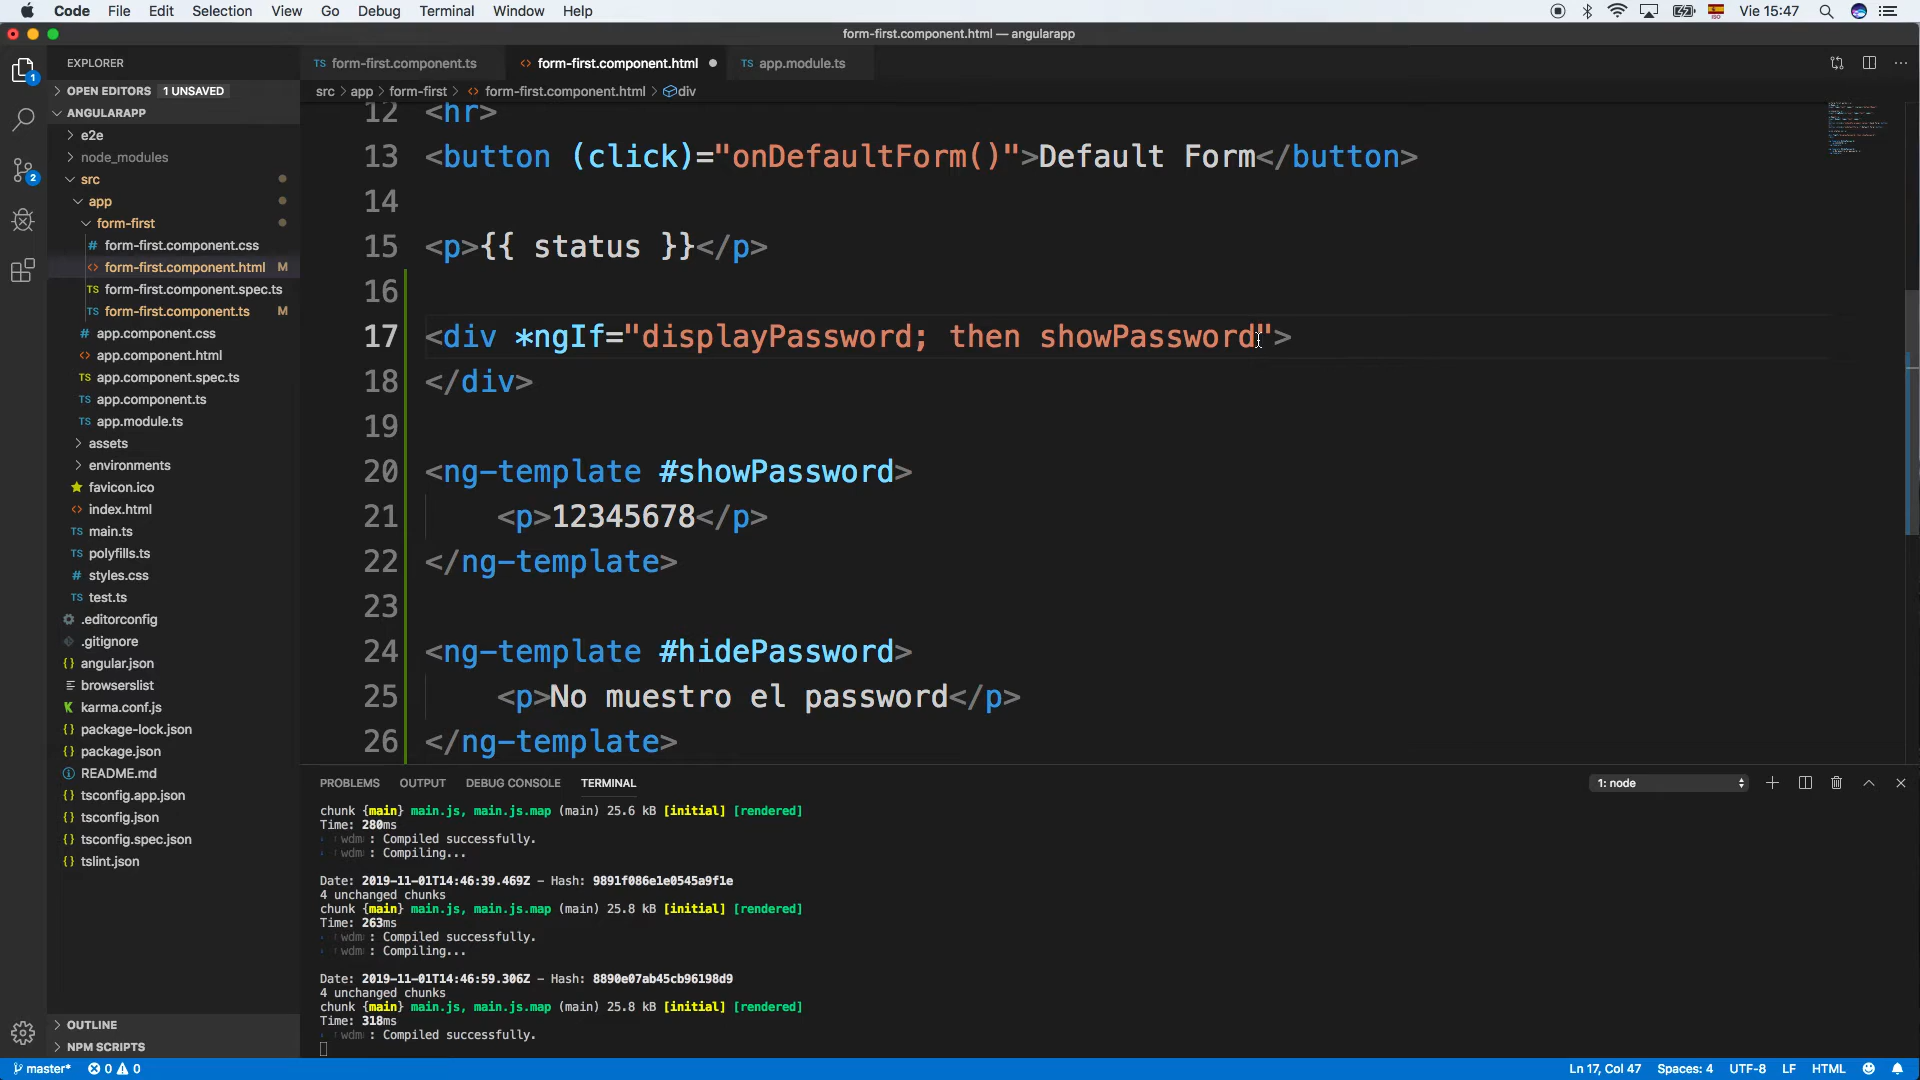 Code File Edit Selection View Go Debug Terminal Window Help Vie 15:47
form-first.component.html — angularapp
EXPLORER
OPEN EDITORS 1 UNSAVED
ANGULARAPP
e2e
node_modules
src
app
form-first
form-first.component.css
form-first.component.html M
form-first.component.spec.ts
form-first.component.ts M
app.component.css
app.component.html
app.component.spec.ts
app.component.ts
app.module.ts
assets
environments
favicon.ico
index.html
main.ts
polyfills.ts
styles.css
test.ts
.editorconfig
.gitignore
angular.json
browserslist
karma.conf.js
package-lock.json
package.json
README.md
tsconfig.app.json
tsconfig.json
tsconfig.spec.json
tslint.json
OUTLINE
NPM SCRIPTS
TS form-first.component.ts <> form-first.component.html TS app.module.ts
src > app > form-first > <> form-first.component.html > div
12 <hr>
13 <button (click)="onDefaultForm()">Default Form</button>
14
15 <p>{{ status }}</p>
16
17 <div *ngIf="displayPassword; then showPassword">
18 </div>
19
20 <ng-template #showPassword>
21 <p>12345678</p>
22 </ng-template>
23
24 <ng-template #hidePassword>
25 <p>No muestro el password</p>
26 </ng-template>
PROBLEMS OUTPUT DEBUG CONSOLE TERMINAL 1: node
chunk {main} main.js, main.js.map (main) 25.6 kB [initial] [rendered]
Time: 280ms
wdm : Compiled successfully.
wdm : Compiling...
Date: 2019-11-01T14:46:39.469Z - Hash: 9891f086e1e0545a9f1e
4 unchanged chunks
chunk {main} main.js, main.js.map (main) 25.8 kB [initial] [rendered]
Time: 263ms
wdm : Compiled successfully.
wdm : Compiling...
Date: 2019-11-01T14:46:59.306Z - Hash: 8890e07ab45cb96198d9
4 unchanged chunks
chunk {main} main.js, main.js.map (main) 25.8 kB [initial] [rendered]
Time: 318ms
wdm : Compiled successfully.
master* 0 0 Ln 17, Col 47 Spaces: 4 UTF-8 LF HTML